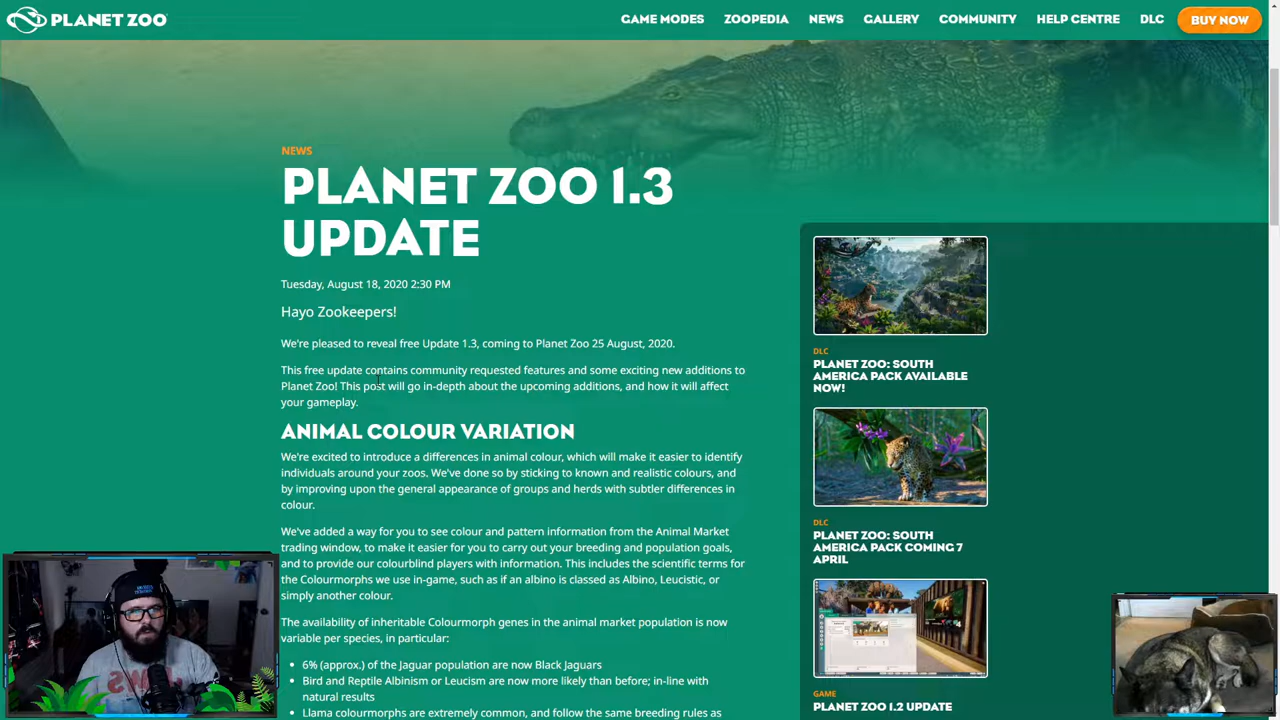 PLANET ZOO
GAME MODES
ZOOPEDIA
NEWS
GALLERY
COMMUNITY
HELP CENTRE
DLC
BUY NOW
NEWS
PLANET ZOO 1.3
UPDATE
Tuesday, August 18, 2020 2:30 PM
Hayo Zookeepers!
We're pleased to reveal free Update 1.3, coming to Planet Zoo 25 August, 2020.
This free update contains community requested features and some exciting new additions to
Planet Zoo! This post will go in-depth about the upcoming additions, and how it will affect
your gameplay.
ANIMAL COLOUR VARIATION
We're excited to introduce a differences in animal colour, which will make it easier to identify
individuals around your zoos. We've done so by sticking to known and realistic colours, and
by improving upon the general appearance of groups and herds with subtler differences in
colour.
We've added a way for you to see colour and pattern information from the Animal Market
trading window, to make it easier for you to carry out your breeding and population goals,
and to provide our colourblind players with information. This includes the scientific terms for
the Colourmorphs we use in-game, such as if an albino is classed as Albino, Leucistic, or
simply another colour.
The availability of inheritable Colourmorph genes in the animal market population is now
variable per species, in particular:
• 6% (approx.) of the Jaguar population are now Black Jaguars
• Bird and Reptile Albinism or Leucism are now more likely than before; in-line with
natural results
• Llama colourmorphs are extremely common, and follow the same breeding rules as
DLC
PLANET ZOO: SOUTH
AMERICA PACK AVAILABLE
NOW!
DLC
PLANET ZOO: SOUTH
AMERICA PACK COMING 7
APRIL
GAME
PLANET ZOO 1.2 UPDATE